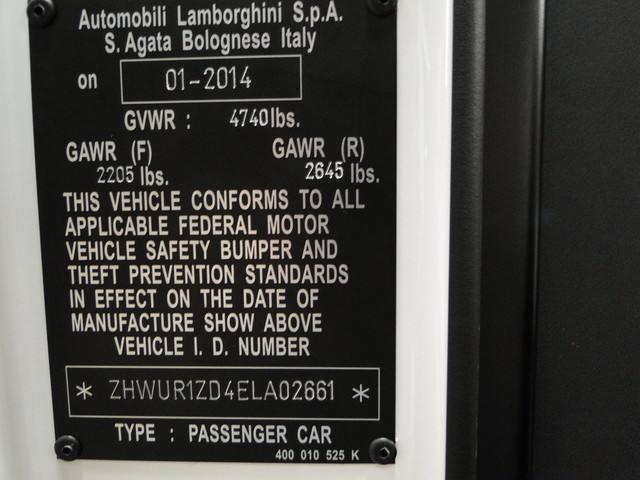 Automobili Lamborghini S.p.A.
S. Agata Bolognese Italy
on 01-2014
GVWR : 4740 lbs.
GAWR (F) GAWR (R)
2205 lbs. 2645 lbs.
THIS VEHICLE CONFORMS TO ALL
APPLICABLE FEDERAL MOTOR
VEHICLE SAFETY BUMPER AND
THEFT PREVENTION STANDARDS
IN EFFECT ON THE DATE OF
MANUFACTURE SHOW ABOVE
VEHICLE I. D. NUMBER
* ZHWUR1ZD4ELA02661 *
TYPE : PASSENGER CAR
400 010 525 K